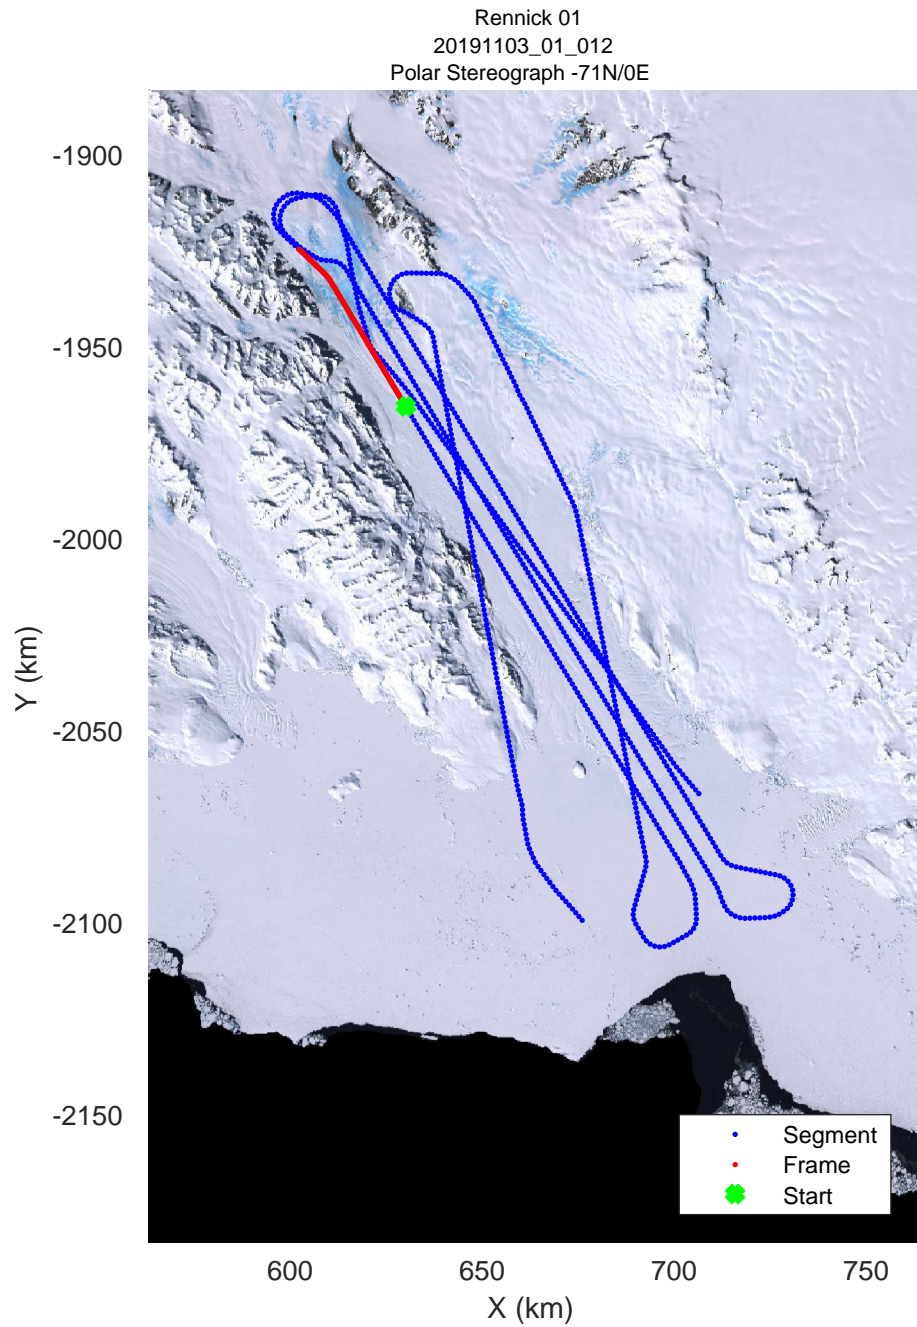 Rennick 01
20191103_01_012
Polar Stereograph -71N/0E
-1900
-1950
-2000
-2050
-2100
-2150
Y (km)
600 650 700 750
X (km)
Segment
Frame
Start